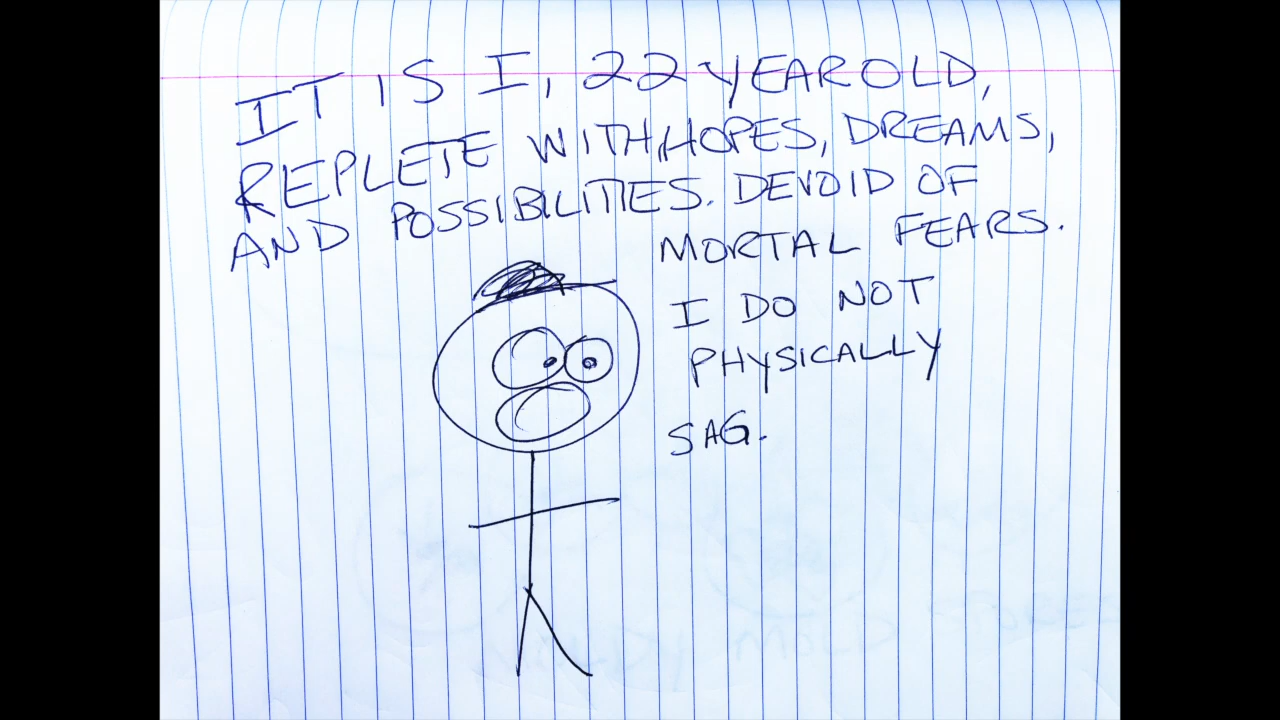 IT IS I, 22 YEAR OLD,
REPLETE WITH HOPES, DREAMS,
AND POSSIBILITIES. DEVOID OF
MORTAL FEARS.
I DO NOT
PHYSICALLY
SAG.